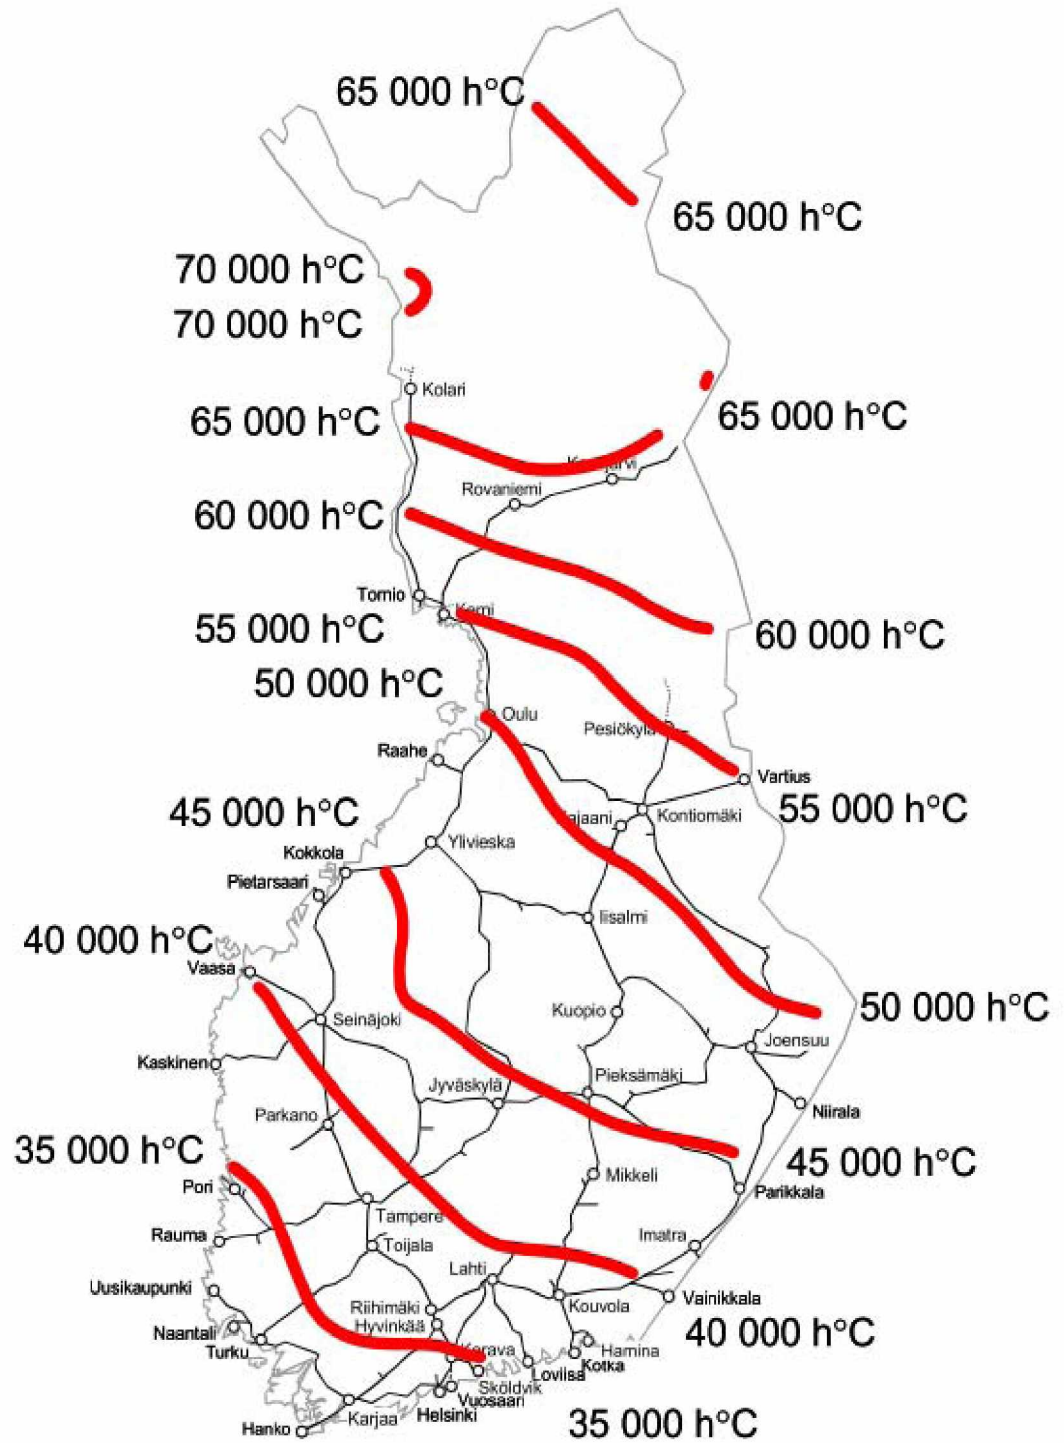 65 000 h°C
65 000 h°C
70 000 h°C
70 000 h°C
Kolari
65 000 h°C
65 000 h°C
Rovaniemi
60 000 h°C
Tornio
Kemi
55 000 h°C
60 000 h°C
50 000 h°C
Oulu
Pesiökylä
Raahe
Vartius
55 000 h°C
45 000 h°C
Kontiomäki
Ylivieska
Kokkola
Pietarsaari
Iisalmi
40 000 h°C
Vaasa
50 000 h°C
Kuopio
Seinäjoki
Joensuu
Kaskinen
Pieksämäki
Jyväskylä
Niirala
Parkano
35 000 h°C
45 000 h°C
Mikkeli
Pori
Parikkala
Tampere
Rauma
Imatra
Toijala
Lahti
Uusikaupunki
Vainikkala
Riihimäki
Kouvola
Hyvinkää
Naantali
40 000 h°C
Turku
Kerava
Hamina
Kotka
Loviisa
Sköldvik
Vuosaari
Helsinki
Karjaa
35 000 h°C
Hanko